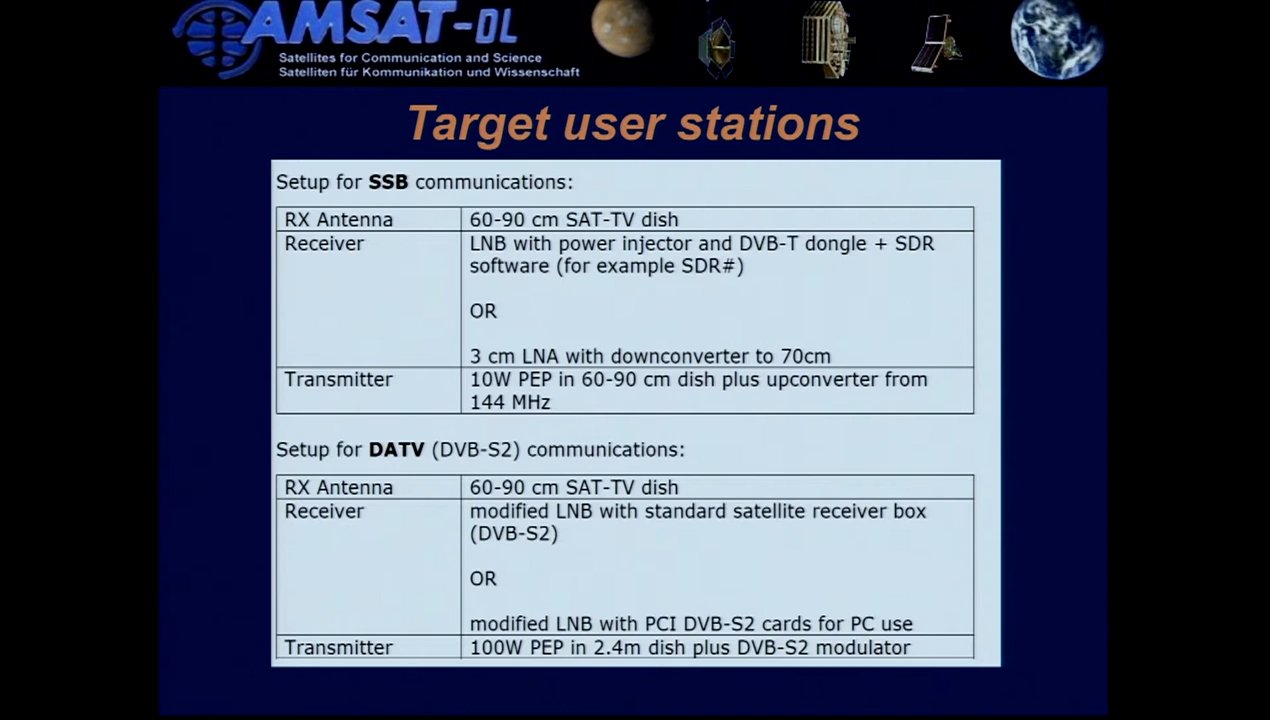 AMSAT-DL
Satellites for Communication and Science
Satelliten für Kommunikation und Wissenschaft
Target user stations
Setup for SSB communications:
RX Antenna 60-90 cm SAT-TV dish
Receiver LNB with power injector and DVB-T dongle + SDR
software (for example SDR#)
OR
3 cm LNA with downconverter to 70cm
Transmitter 10W PEP in 60-90 cm dish plus upconverter from
144 MHz
Setup for DATV (DVB-S2) communications:
RX Antenna 60-90 cm SAT-TV dish
Receiver modified LNB with standard satellite receiver box
(DVB-S2)
OR
modified LNB with PCI DVB-S2 cards for PC use
Transmitter 100W PEP in 2.4m dish plus DVB-S2 modulator